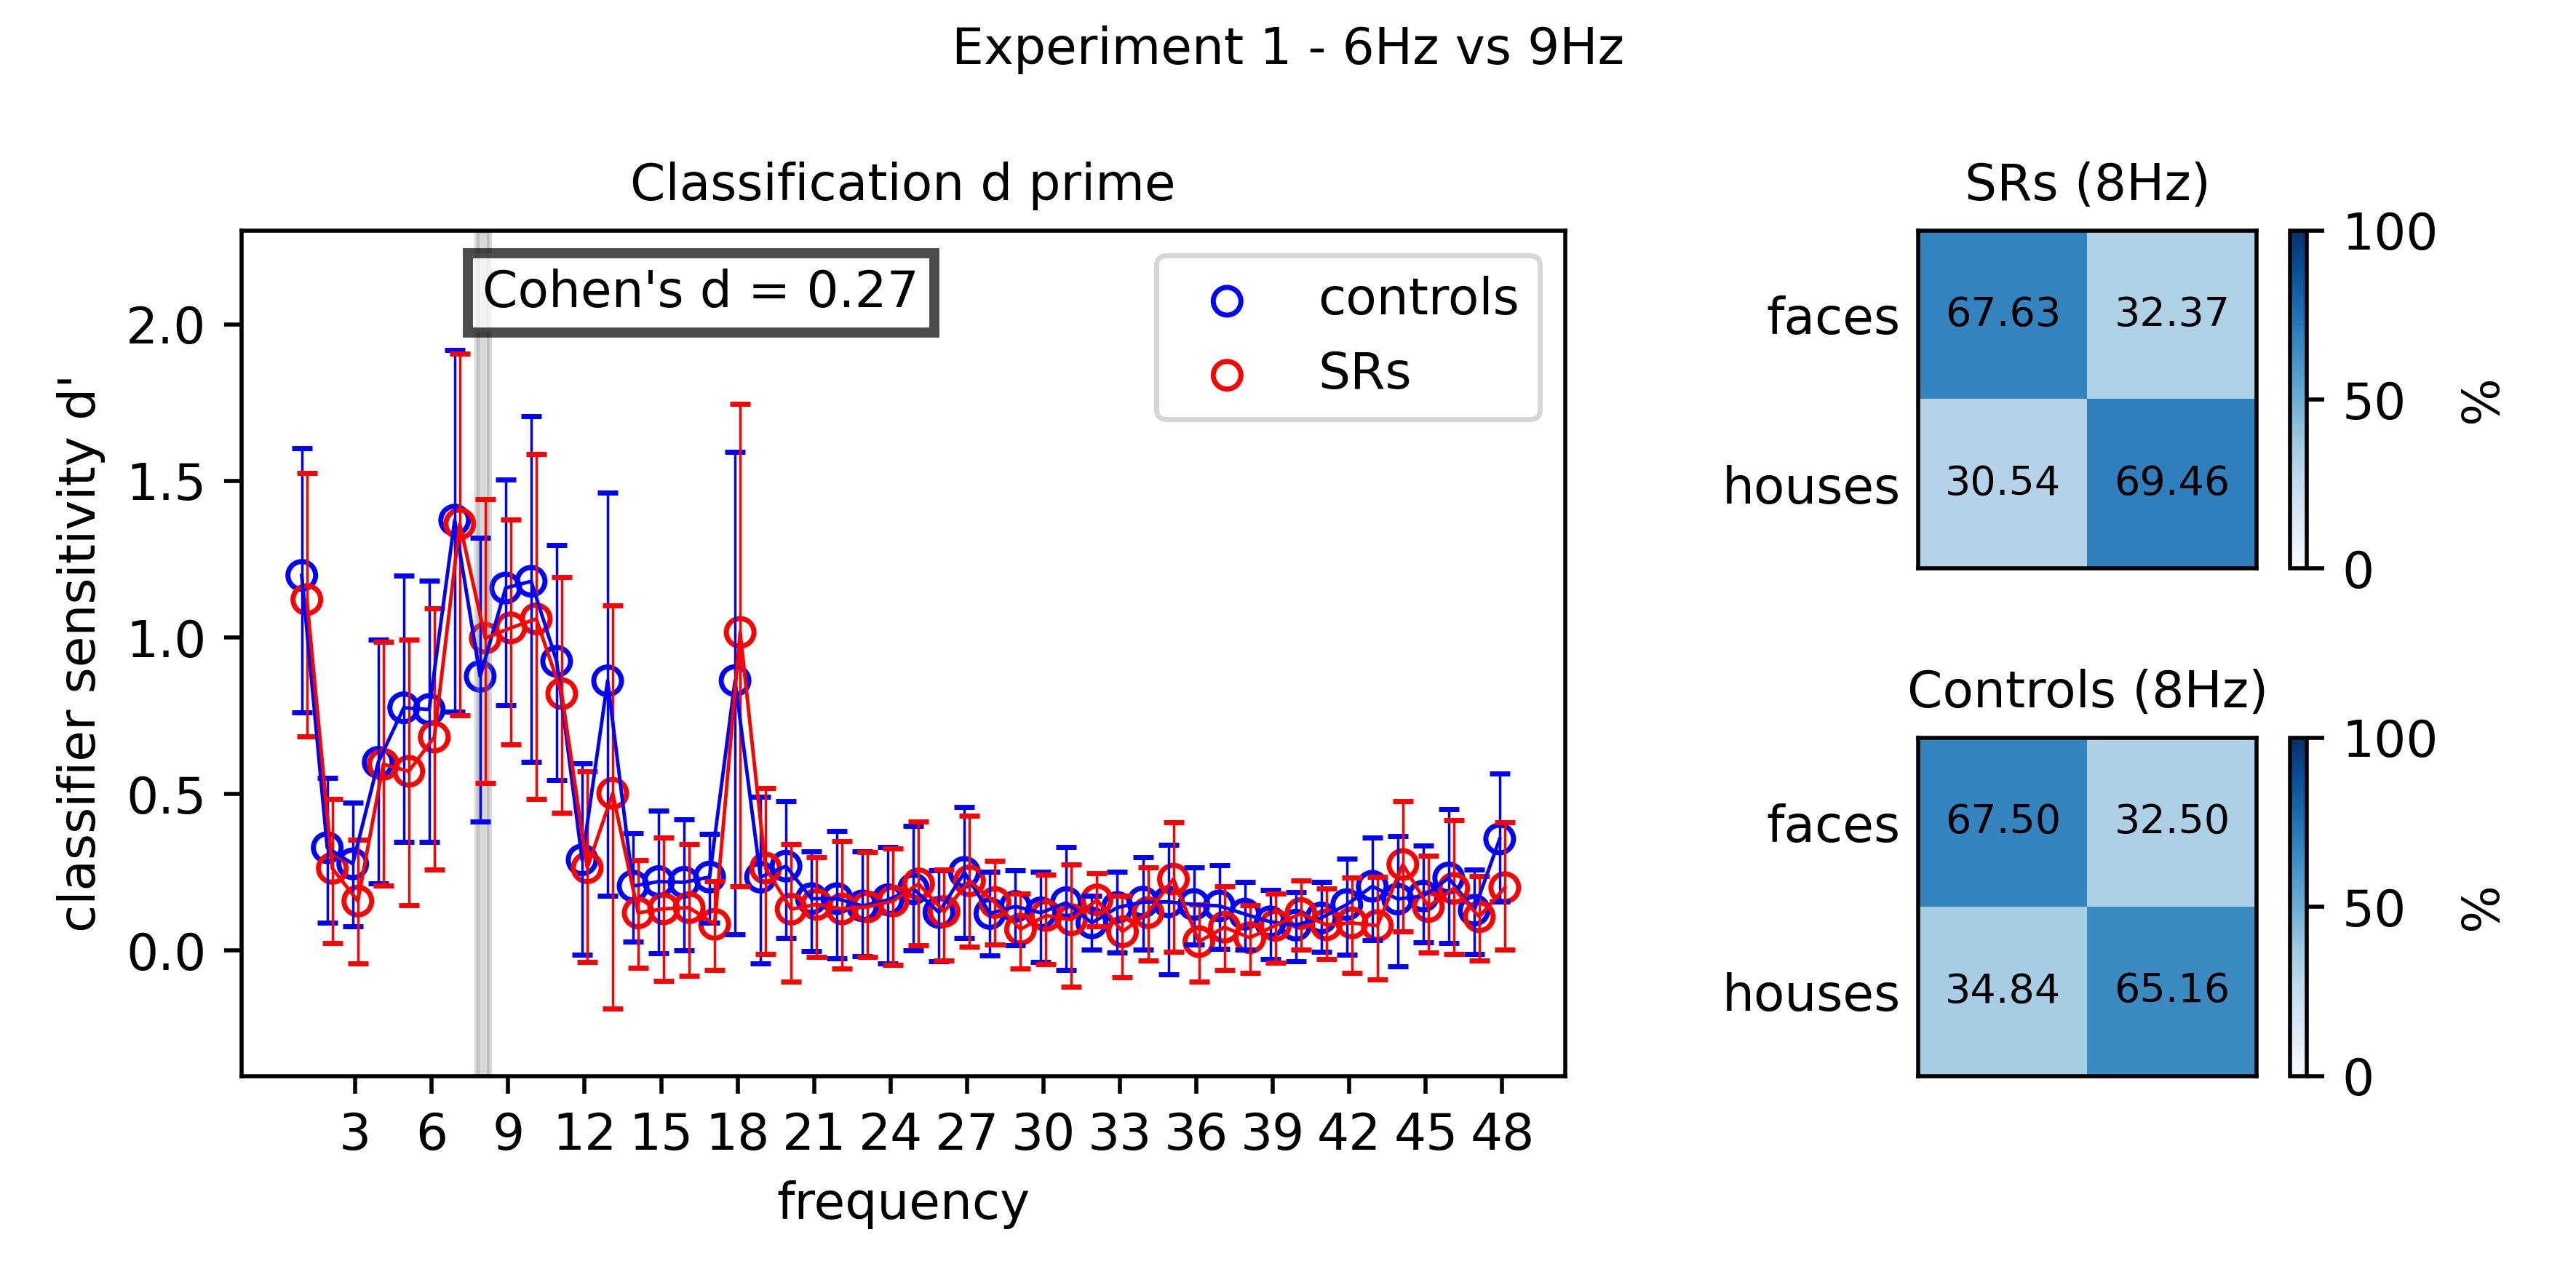 Experiment 1 - 6Hz vs 9Hz
Classification d prime
Cohen's d = 0.27
controls
SRs
2.0
1.5
1.0
0.5
0.0
classifier sensitivity d'
3 6 9 12 15 18 21 24 27 30 33 36 39 42 45 48
frequency
SRs (8Hz)
faces 67.63 32.37
houses 30.54 69.46
100
50
0
%
Controls (8Hz)
faces 67.50 32.50
houses 34.84 65.16
100
50
0
%